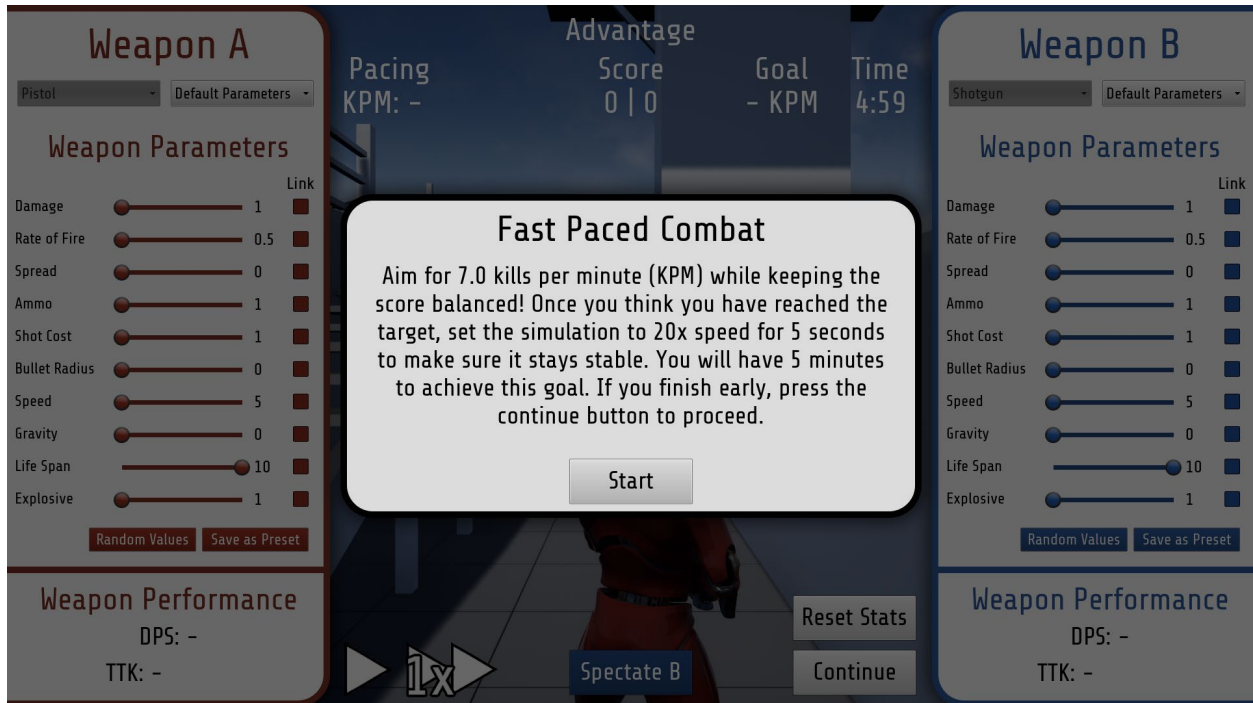 Weapon A
Pistol
Default Parameters
Weapon Parameters
Link
Damage 1
Rate of Fire 0.5
Spread 0
Ammo 1
Shot Cost 1
Bullet Radius 0
Speed 5
Gravity 0
Life Span 10
Explosive 1
Random Values Save as Preset
Weapon Performance
DPS: -
TTK: -
Advantage
Pacing Score Goal Time
KPM: - 0 | 0 - KPM 4:59
Fast Paced Combat
Aim for 7.0 kills per minute (KPM) while keeping the
score balanced! Once you think you have reached the
target, set the simulation to 20x speed for 5 seconds
to make sure it stays stable. You will have 5 minutes
to achieve this goal. If you finish early, press the
continue button to proceed.
Start
Reset Stats
1x
Spectate B
Continue
Weapon B
Shotgun
Default Parameters
Weapon Parameters
Link
Damage 1
Rate of Fire 0.5
Spread 0
Ammo 1
Shot Cost 1
Bullet Radius 0
Speed 5
Gravity 0
Life Span 10
Explosive 1
Random Values Save as Preset
Weapon Performance
DPS: -
TTK: -